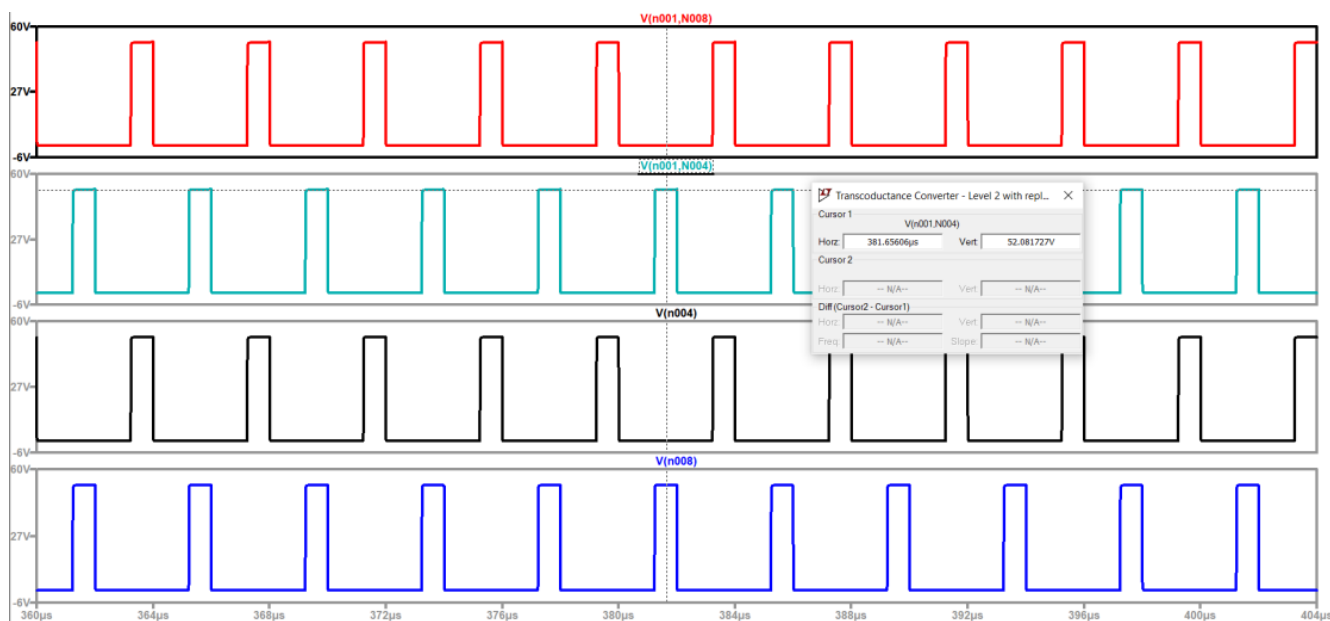 V(n001,N008)
60V
27V
-6V
V(n001,N004)
60V
27V
-6V
Transcoductance Converter - Level 2 with repl...
Cursor 1
V(n001,N004)
Horz: 381.65606µs Vert: 52.081727V
Cursor 2
Horz: -- N/A-- Vert: -- N/A--
Diff (Cursor2 - Cursor1)
Horz: -- N/A-- Vert: -- N/A--
Freq: -- N/A-- Slope: -- N/A--
V(n004)
60V
27V
-6V
V(n008)
60V
27V
-6V
360µs 364µs 368µs 372µs 376µs 380µs 384µs 388µs 392µs 396µs 400µs 404µs